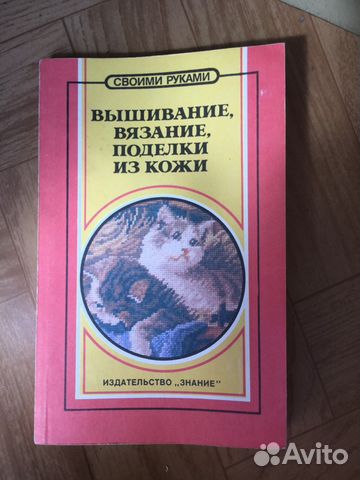 СВОИМИ РУКАМИ
ВЫШИВАНИЕ,
ВЯЗАНИЕ,
ПОДЕЛКИ
ИЗ КОЖИ
ИЗДАТЕЛЬСТВО „ЗНАНИЕ"
Avito